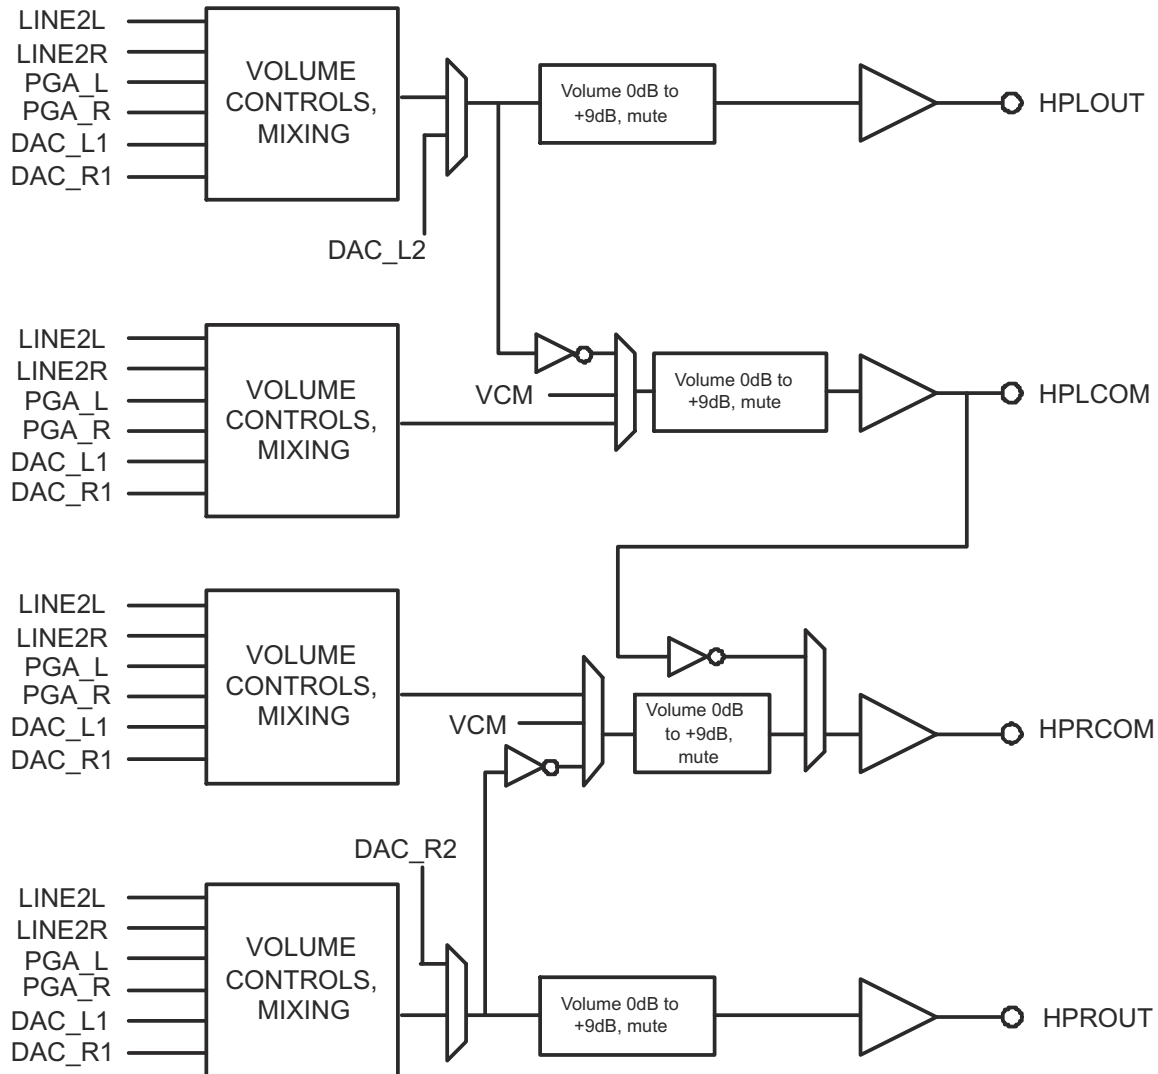 LINE2L
LINE2R
PGA_L
PGA_R
DAC_L1
DAC_R1
VOLUME
CONTROLS,
MIXING
DAC_L2
Volume 0dB to
+9dB, mute
HPLOUT
LINE2L
LINE2R
PGA_L
PGA_R
DAC_L1
DAC_R1
VOLUME
CONTROLS,
MIXING
VCM
Volume 0dB to
+9dB, mute
HPLCOM
LINE2L
LINE2R
PGA_L
PGA_R
DAC_L1
DAC_R1
VOLUME
CONTROLS,
MIXING
VCM
Volume 0dB
to +9dB,
mute
HPRCOM
DAC_R2
LINE2L
LINE2R
PGA_L
PGA_R
DAC_L1
DAC_R1
VOLUME
CONTROLS,
MIXING
Volume 0dB to
+9dB, mute
HPROUT